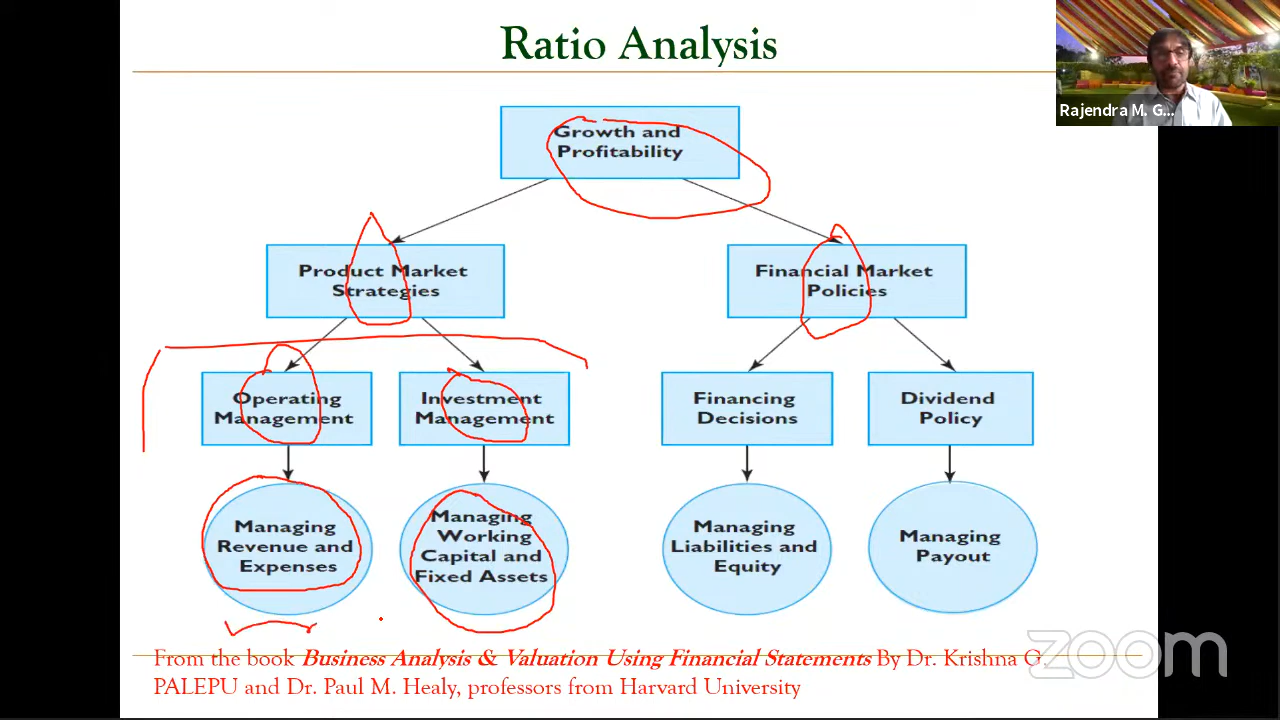 Ratio Analysis
Rajendra M. G...
Growth and
Profitability
Product Market
Strategies
Financial Market
Policies
Operating
Management
Investment
Management
Financing
Decisions
Dividend
Policy
Managing
Revenue and
Expenses
Managing
Working
Capital and
Fixed Assets
Managing
Liabilities and
Equity
Managing
Payout
zoom
From the book Business Analysis & Valuation Using Financial Statements By Dr. Krishna G.
PALEPU and Dr. Paul M. Healy, professors from Harvard University